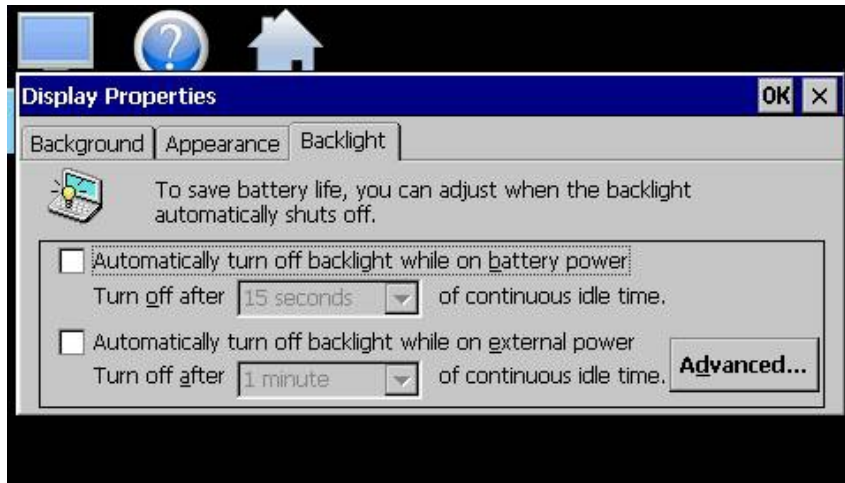 ?
Display Properties OK ×
Background Appearance Backlight
To save battery life, you can adjust when the backlight
automatically shuts off.
Automatically turn off backlight while on battery power
Turn off after 15 seconds of continuous idle time.
Automatically turn off backlight while on external power
Turn off after 1 minute of continuous idle time. Advanced...